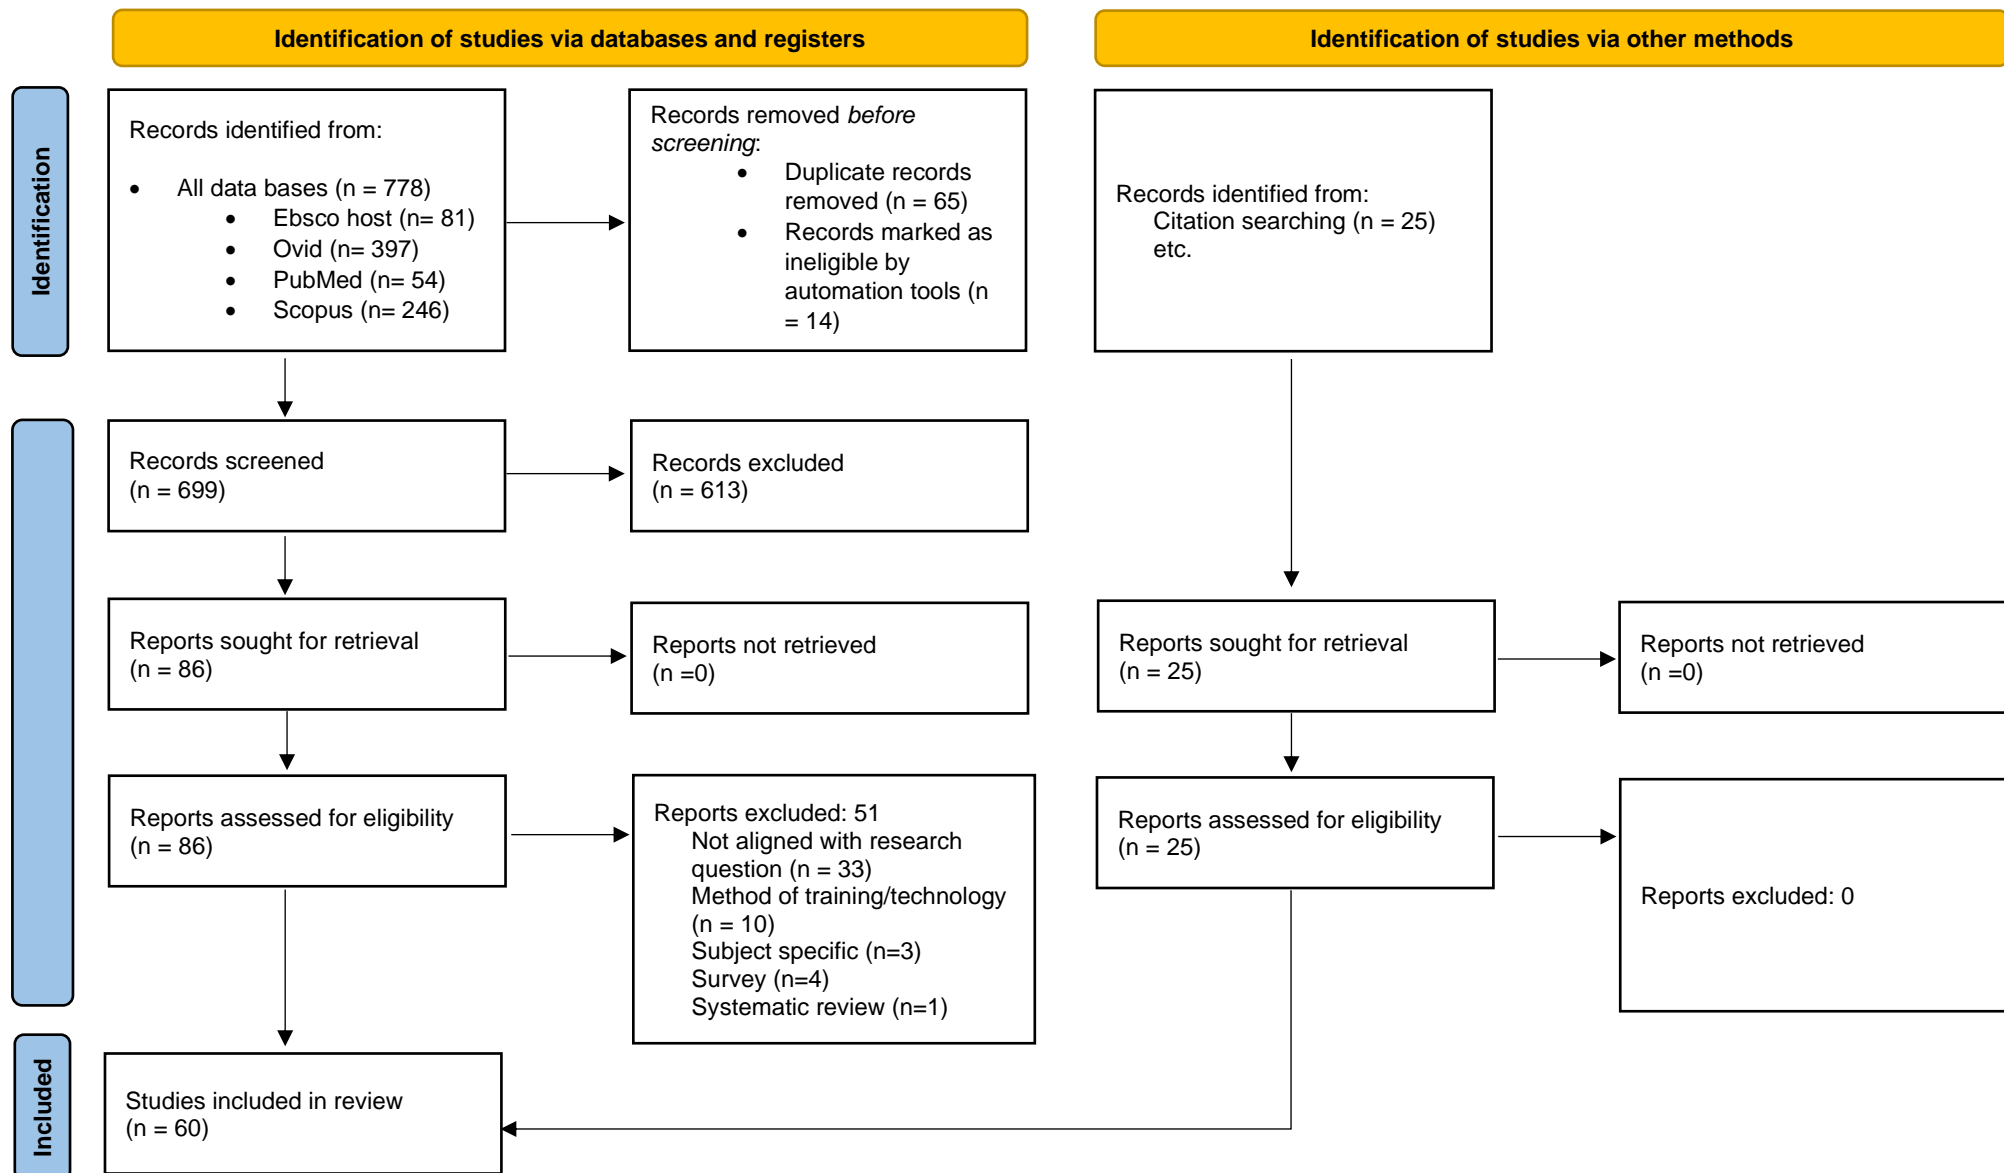 Identification of studies via databases and registers
Identification of studies via other methods
Identification
Records identified from:
• All data bases (n = 778)
• Ebsco host (n= 81)
• Ovid (n= 397)
• PubMed (n= 54)
• Scopus (n= 246)
Records removed before
screening:
• Duplicate records
removed (n = 65)
• Records marked as
ineligible by
automation tools (n
= 14)
Records identified from:
Citation searching (n = 25)
etc.
Records screened
(n = 699)
Records excluded
(n = 613)
Reports sought for retrieval
(n = 86)
Reports not retrieved
(n =0)
Reports sought for retrieval
(n = 25)
Reports not retrieved
(n =0)
Reports assessed for eligibility
(n = 86)
Reports excluded: 51
Not aligned with research
question (n = 33)
Method of training/technology
(n = 10)
Subject specific (n=3)
Survey (n=4)
Systematic review (n=1)
Reports assessed for eligibility
(n = 25)
Reports excluded: 0
Included
Studies included in review
(n = 60)